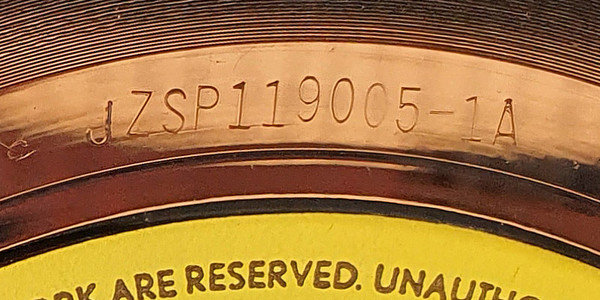 JZSP119005-1A
ARE RESERVED. UNAUTHO